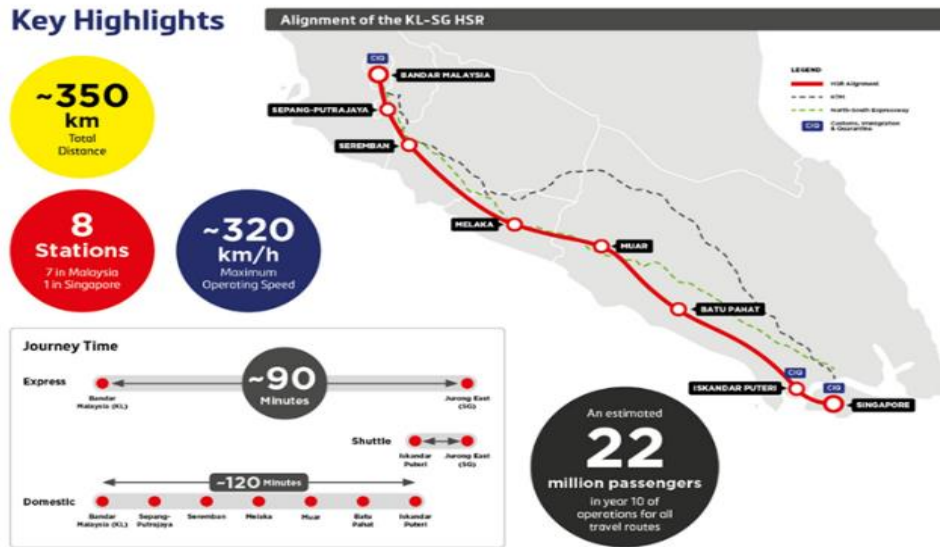 Key Highlights
Alignment of the KL-SG HSR
~350
km
Total
Distance
8
Stations
7 in Malaysia
1 in Singapore
~320
km/h
Maximum
Operating Speed
CIQ
BANDAR MALAYSIA
SEPANG-PUTRAJAYA
SEREMBAN
MELAKA
MUAR
BATU PAHAT
CIQ
ISKANDAR PUTERI
CIQ
SINGAPORE
LEGEND
HSR Alignment
KTM
North-South Expressway
CIQ
Customs, Immigration
& Quarantine
Journey Time
Express
~90
Minutes
Bandar
Malaysia (KL)
Jurong East
(SG)
Shuttle
Iskandar
Puteri
Jurong East
(SG)
~120 Minutes
Domestic
Bandar
Malaysia (KL)
Sepang-
Putrajaya
Seremban
Melaka
Muar
Batu
Pahat
Iskandar
Puteri
An estimated
22
million passengers
in year 10 of
operations for all
travel routes